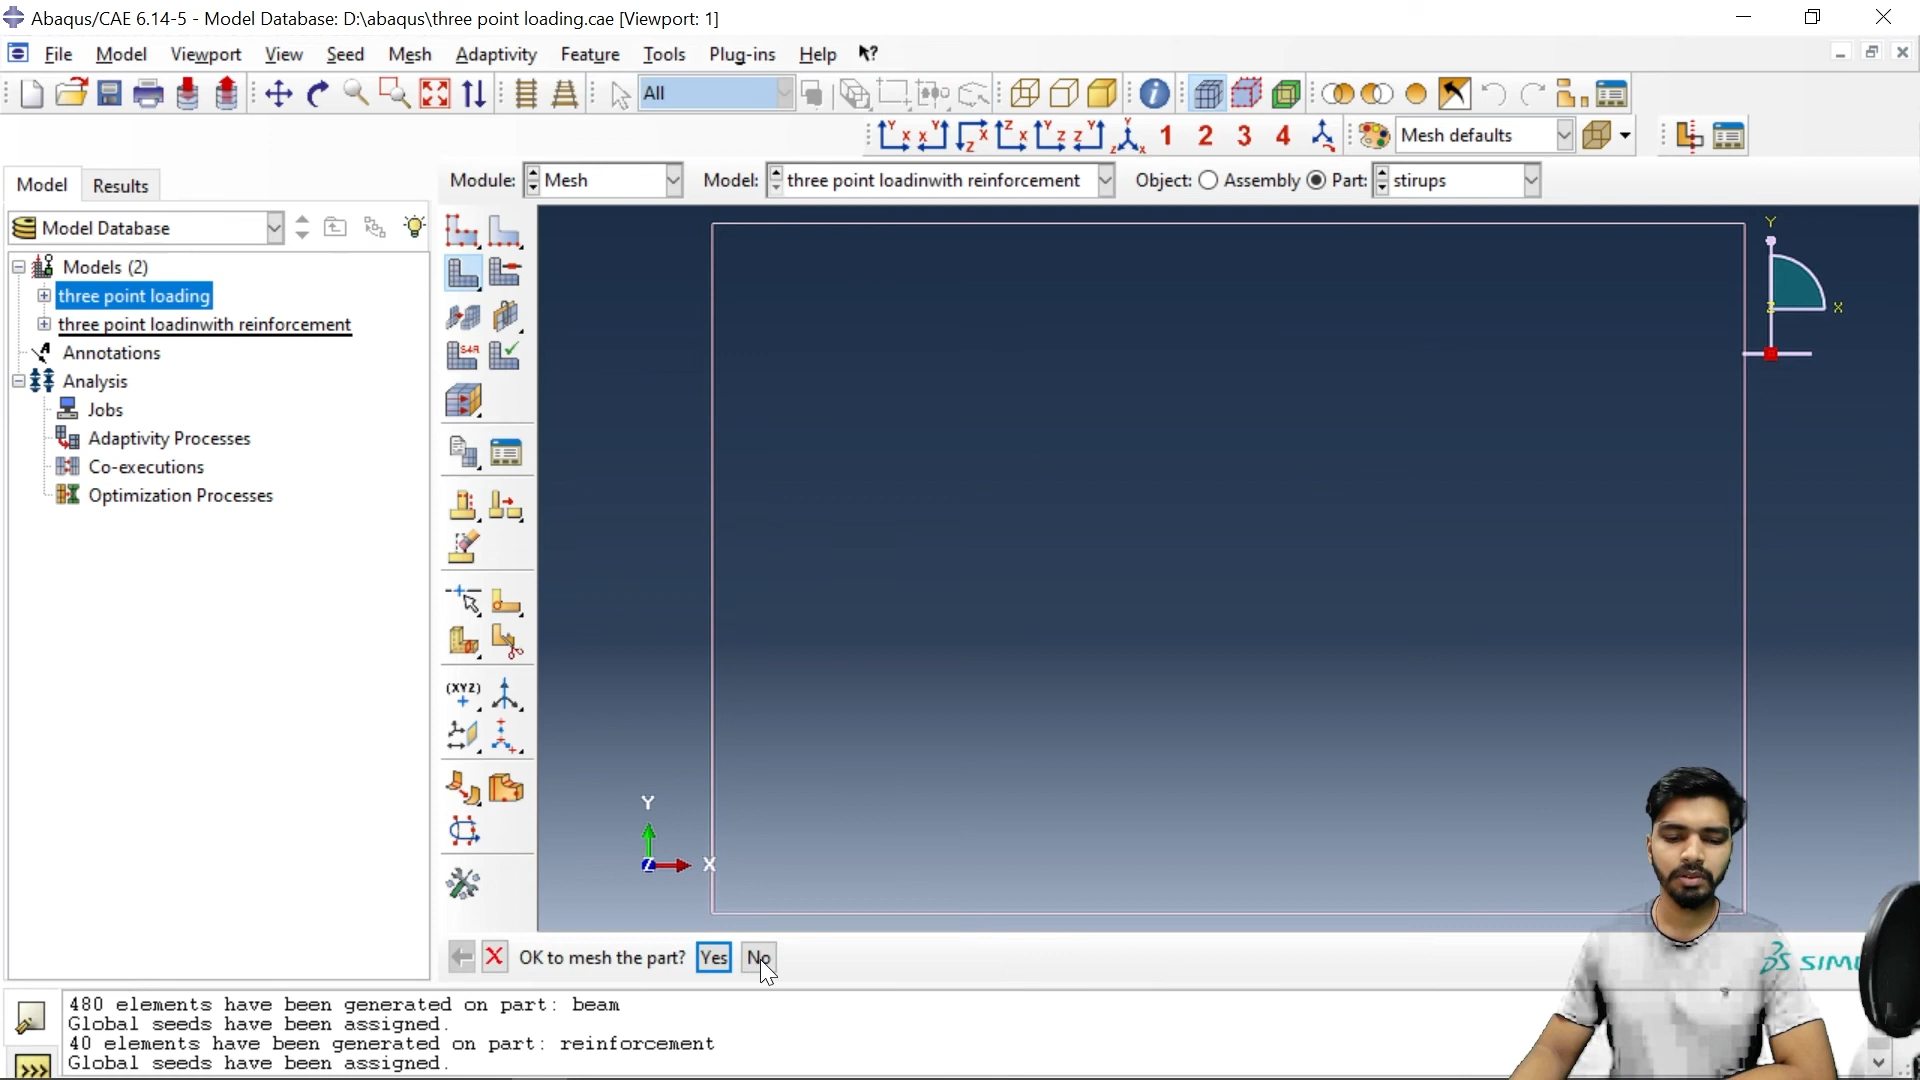 Abaqus/CAE 6.14-5 - Model Database: D:\abaqus\three point loading.cae [Viewport: 1]
File Model Viewport View Seed Mesh Adaptivity Feature Tools Plug-ins Help
All
1 2 3 4 Mesh defaults
Model Results
Module: Mesh Model: three point loadinwith reinforcement Object: Assembly Part: stirups
Model Database
Models (2)
three point loading
three point loadinwith reinforcement
Annotations
Analysis
Jobs
Adaptivity Processes
Co-executions
Optimization Processes
S4R
(XYZ)
Y
X
Z
Y
X
Z
OK to mesh the part? Yes No
480 elements have been generated on part: beam
Global seeds have been assigned.
40 elements have been generated on part: reinforcement
Global seeds have been assigned.
>>>